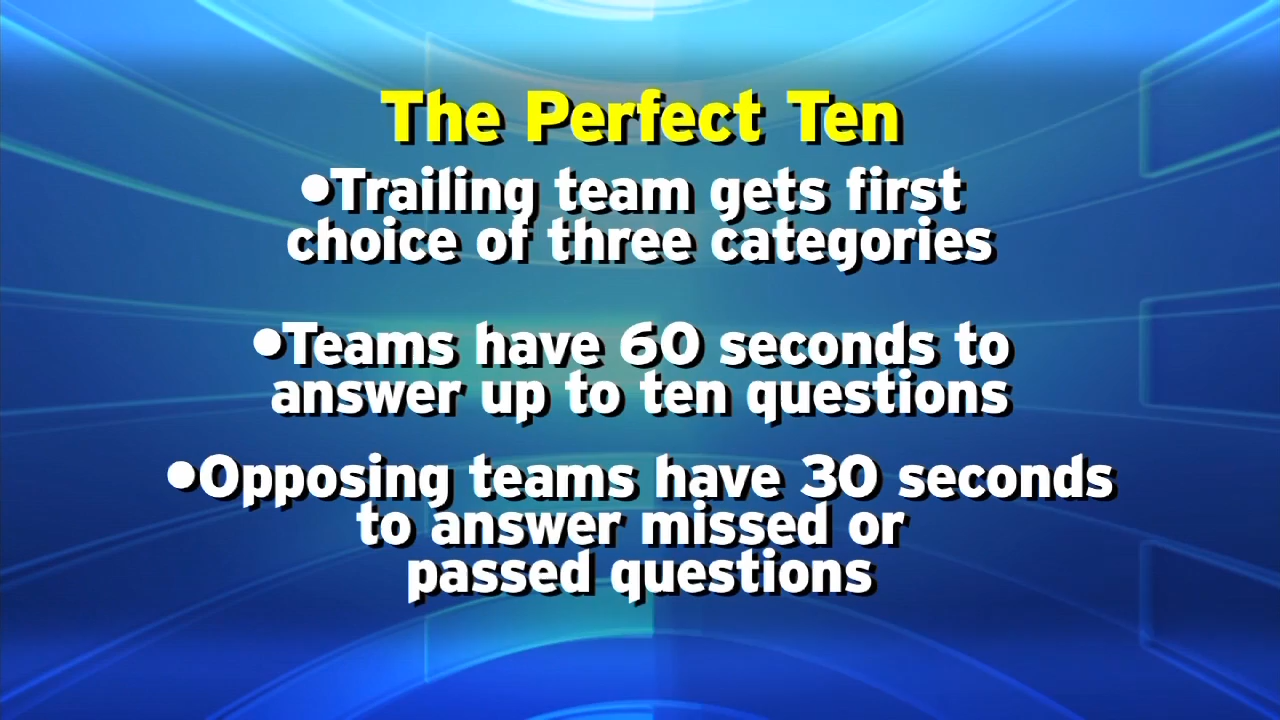 The Perfect Ten
•Trailing team gets first
choice of three categories
•Teams have 60 seconds to
answer up to ten questions
•Opposing teams have 30 seconds
to answer missed or
passed questions